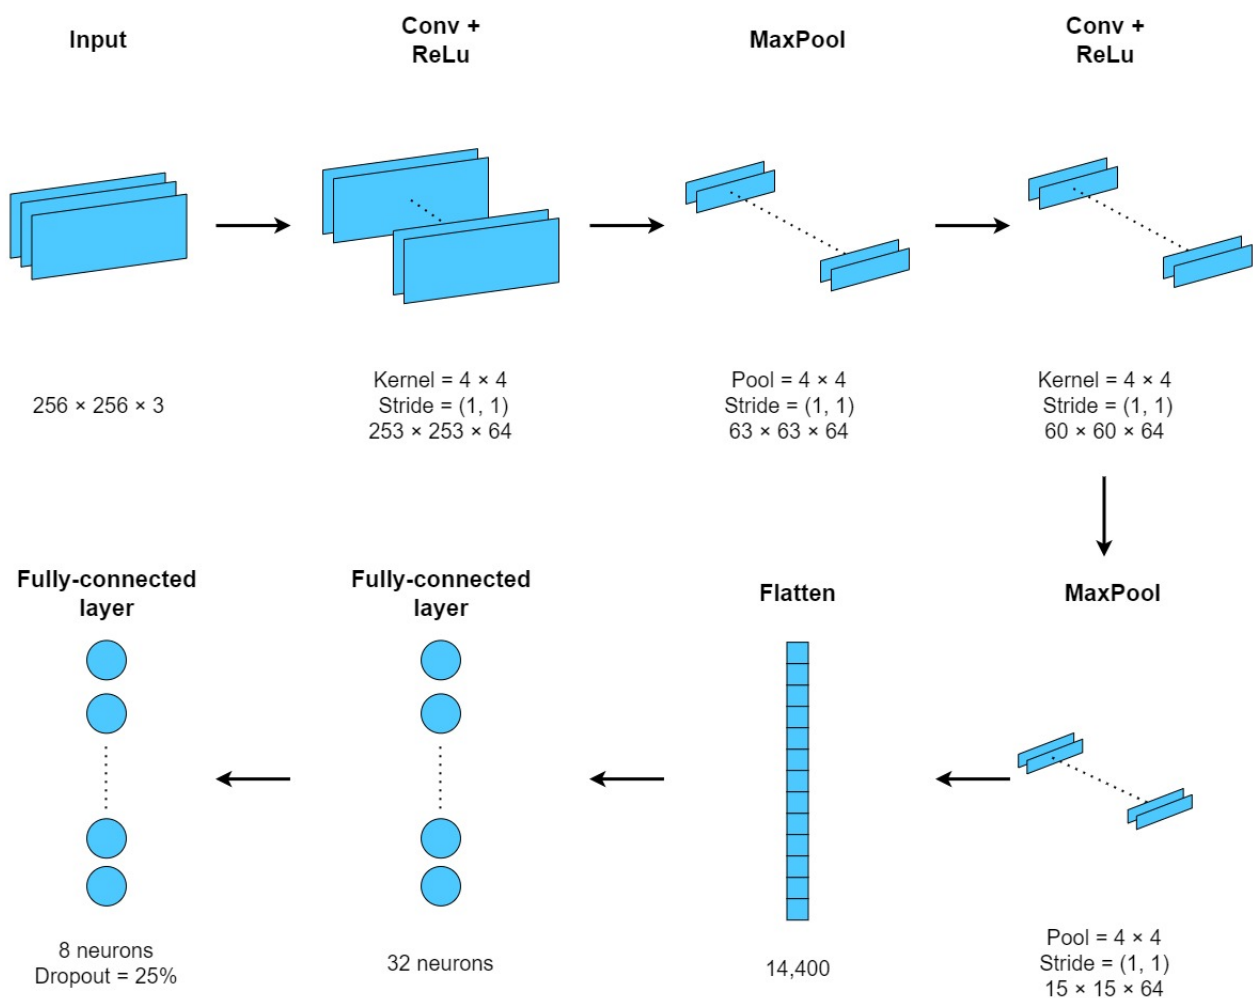 Input
Conv +
ReLu
MaxPool
Conv +
ReLu
256 × 256 × 3
Kernel = 4 × 4
Stride = (1, 1)
253 × 253 × 64
Pool = 4 × 4
Stride = (1, 1)
63 × 63 × 64
Kernel = 4 × 4
Stride = (1, 1)
60 × 60 × 64
Fully-connected
layer
Fully-connected
layer
Flatten
MaxPool
8 neurons
Dropout = 25%
32 neurons
14,400
Pool = 4 × 4
Stride = (1, 1)
15 × 15 × 64